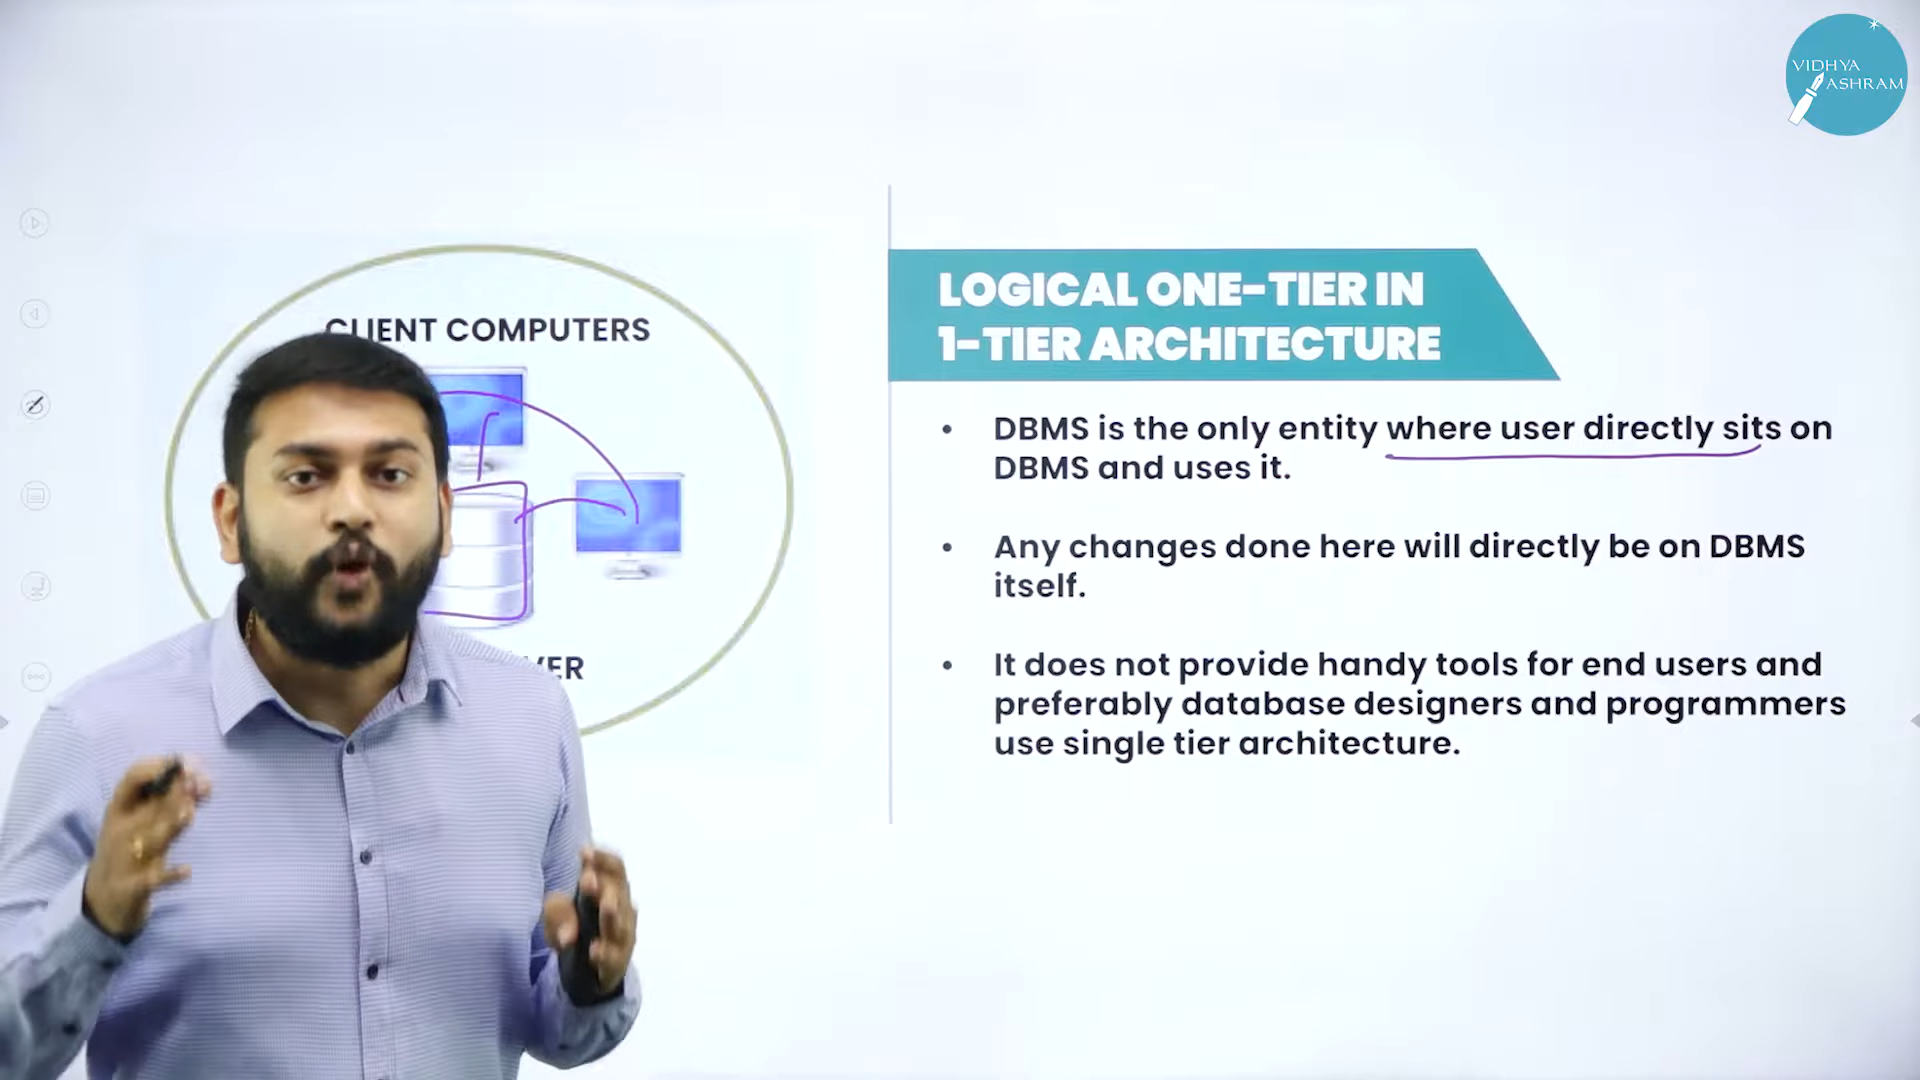 VIDHYA
ASHRAM
CLIENT COMPUTERS
LOGICAL ONE-TIER IN
1-TIER ARCHITECTURE
• DBMS is the only entity where user directly sits on
DBMS and uses it.
• Any changes done here will directly be on DBMS
itself.
• It does not provide handy tools for end users and
preferably database designers and programmers
use single tier architecture.